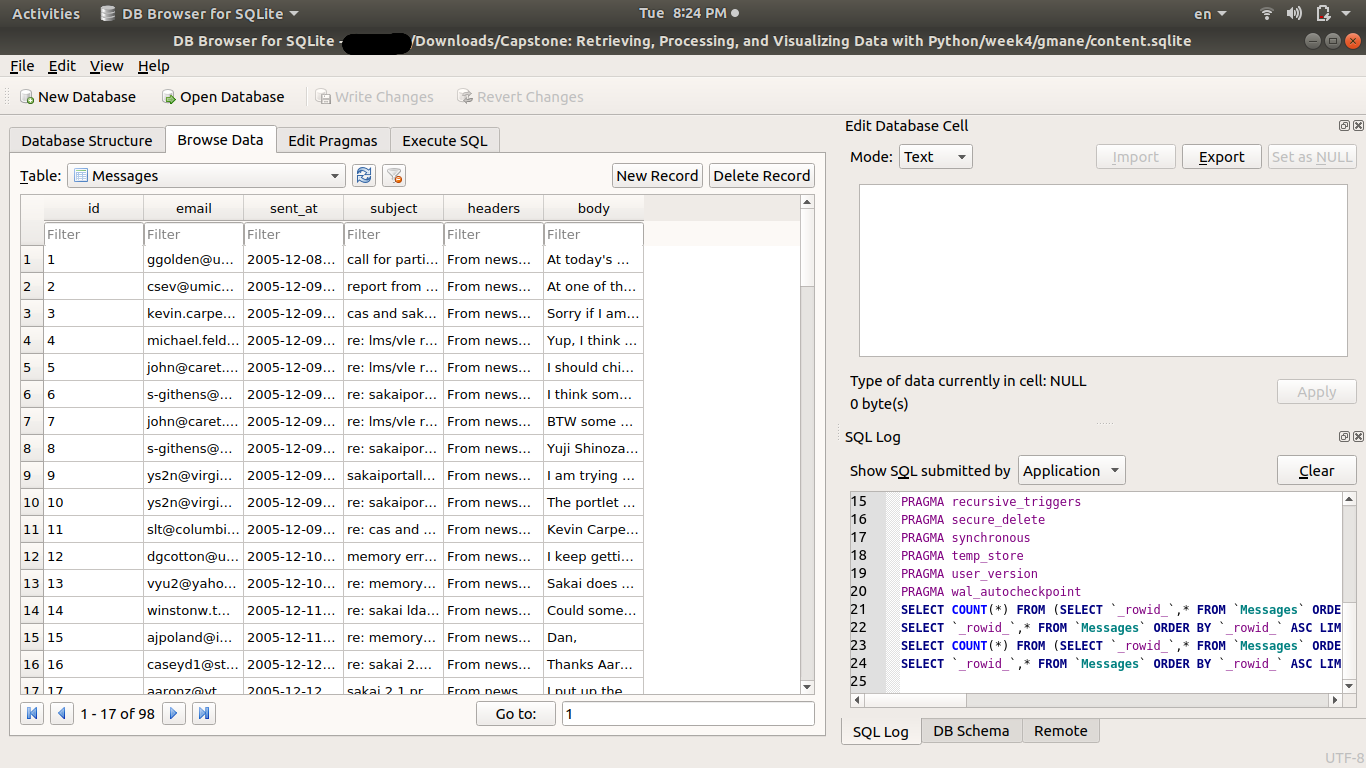 Activities DB Browser for SQLite Tue 8:24 PM en
DB Browser for SQLite - /Downloads/Capstone: Retrieving, Processing, and Visualizing Data with Python/week4/gmane/content.sqlite
File Edit View Help
New Database Open Database Write Changes Revert Changes
Database Structure Browse Data Edit Pragmas Execute SQL
Table: Messages New Record Delete Record
id email sent_at subject headers body
Filter Filter Filter Filter Filter Filter
1 1 ggolden@u... 2005-12-08... call for parti... From news... At today's ...
2 2 csev@umic... 2005-12-09... report from ... From news... At one of th...
3 3 kevin.carpe... 2005-12-09... cas and sak... From news... Sorry if I am...
4 4 michael.feld... 2005-12-09... re: lms/vle r... From news... Yup, I think ...
5 5 john@caret.... 2005-12-09... re: lms/vle r... From news... I should chi...
6 6 s-githens@... 2005-12-09... re: sakaipor... From news... I think som...
7 7 john@caret.... 2005-12-09... re: lms/vle r... From news... BTW some ...
8 8 s-githens@... 2005-12-09... re: sakaipor... From news... Yuji Shinoza...
9 9 ys2n@virgi... 2005-12-09... sakaiportall... From news... I am trying ...
10 10 ys2n@virgi... 2005-12-09... re: sakaipor... From news... The portlet ...
11 11 slt@columbi... 2005-12-09... re: cas and ... From news... Kevin Carpe...
12 12 dgcotton@u... 2005-12-10... memory err... From news... I keep getti...
13 13 vyu2@yaho... 2005-12-10... re: memory... From news... Sakai does ...
14 14 winstonw.t... 2005-12-11... re: sakai lda... From news... Could some...
15 15 ajpoland@i... 2005-12-11... re: memory... From news... Dan,
16 16 caseyd1@st... 2005-12-12... re: sakai 2.... From news... Thanks Aar...
17 17 aaronz@vt. 2005-12-12 sakai 2.1 pr From news I put up the
1 - 17 of 98 Go to: 1
Edit Database Cell
Mode: Text Import Export Set as NULL
Type of data currently in cell: NULL
0 byte(s)
Apply
SQL Log
Show SQL submitted by Application Clear
15 PRAGMA recursive_triggers
16 PRAGMA secure_delete
17 PRAGMA synchronous
18 PRAGMA temp_store
19 PRAGMA user_version
20 PRAGMA wal_autocheckpoint
21 SELECT COUNT(*) FROM (SELECT `_rowid_`,* FROM `Messages` ORDE
22 SELECT `_rowid_`,* FROM `Messages` ORDER BY `_rowid_` ASC LIM
23 SELECT COUNT(*) FROM (SELECT `_rowid_`,* FROM `Messages` ORDE
24 SELECT `_rowid_`,* FROM `Messages` ORDER BY `_rowid_` ASC LIM
25
SQL Log DB Schema Remote
UTF-8